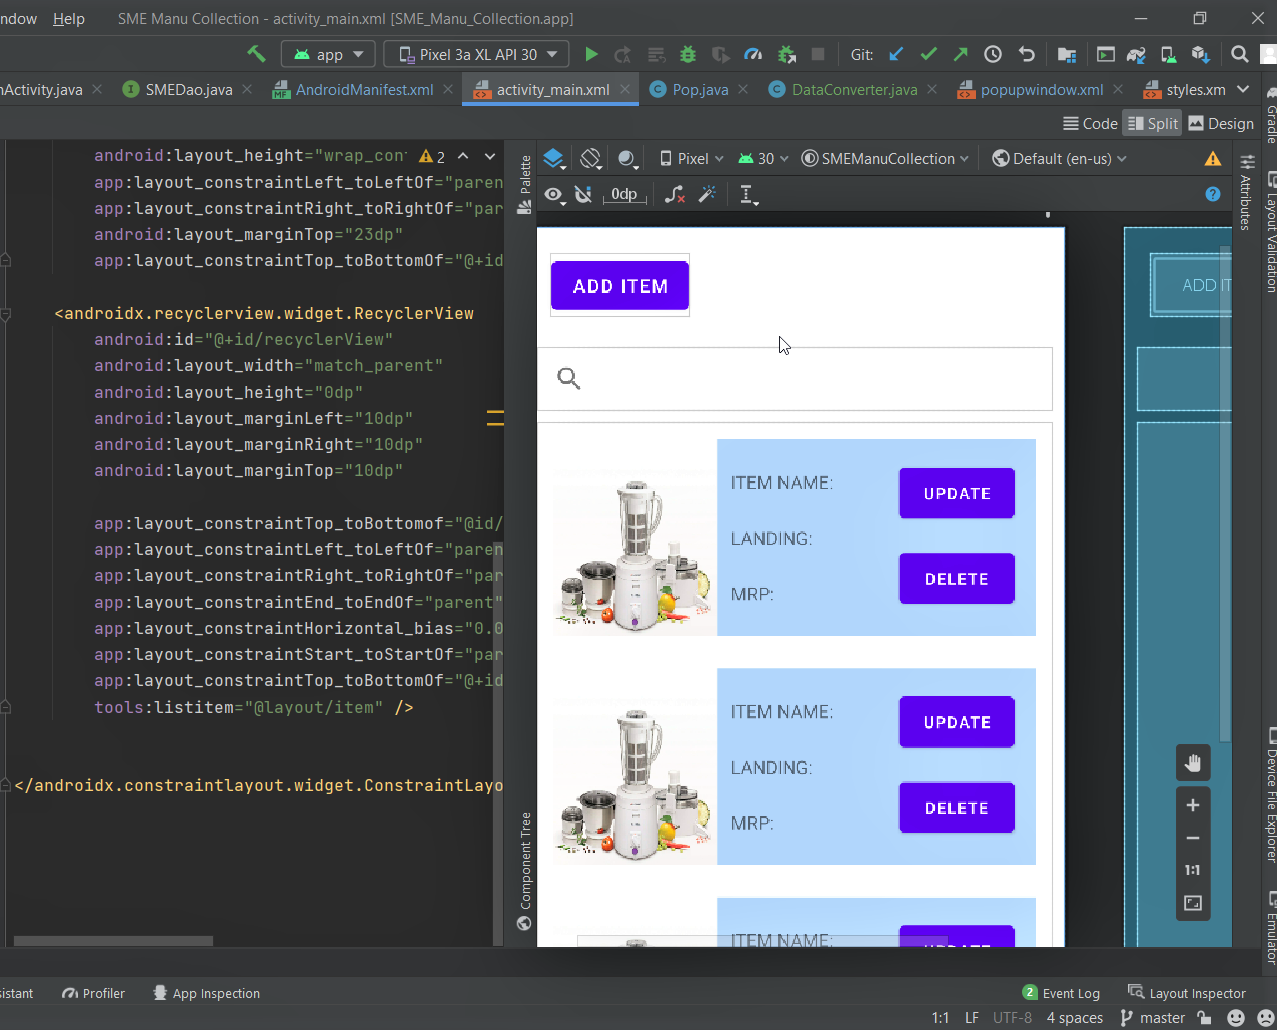 ndow Help SME Manu Collection - activity_main.xml [SME_Manu_Collection.app]
app Pixel 3a XL API 30 Git:
nActivity.java SMEDao.java AndroidManifest.xml activity_main.xml Pop.java DataConverter.java popupwindow.xml styles.xm
Code Split Design
android:layout_height="wrap_con 2
app:layout_constraintLeft_toLeftOf="paren
app:layout_constraintRight_toRightOf="par
android:layout_marginTop="23dp"
app:layout_constraintTop_toBottomOf="@+id
<androidx.recyclerview.widget.RecyclerView
android:id="@+id/recyclerView"
android:layout_width="match_parent"
android:layout_height="0dp"
android:layout_marginLeft="10dp"
android:layout_marginRight="10dp"
android:layout_marginTop="10dp"
app:layout_constraintTop_toBottomof="@id/
app:layout_constraintLeft_toLeftOf="paren
app:layout_constraintRight_toRightOf="par
app:layout_constraintEnd_toEndOf="parent"
app:layout_constraintHorizontal_bias="0.0
app:layout_constraintStart_toStartOf="par
app:layout_constraintTop_toBottomOf="@+id
tools:listitem="@layout/item" />
</androidx.constraintlayout.widget.ConstraintLayo
Palette
Component Tree
Pixel 30 SMEManuCollection Default (en-us)
0dp
ADD ITEM
ITEM NAME:
UPDATE
LANDING:
DELETE
MRP:
ITEM NAME:
UPDATE
LANDING:
DELETE
MRP:
ITEM NAME:
UPDATE
ADD IT
1:1
Attributes
Gradle
Layout Validation
Device File Explorer
Emulator
istant Profiler App Inspection 2 Event Log Layout Inspector
1:1 LF UTF-8 4 spaces master